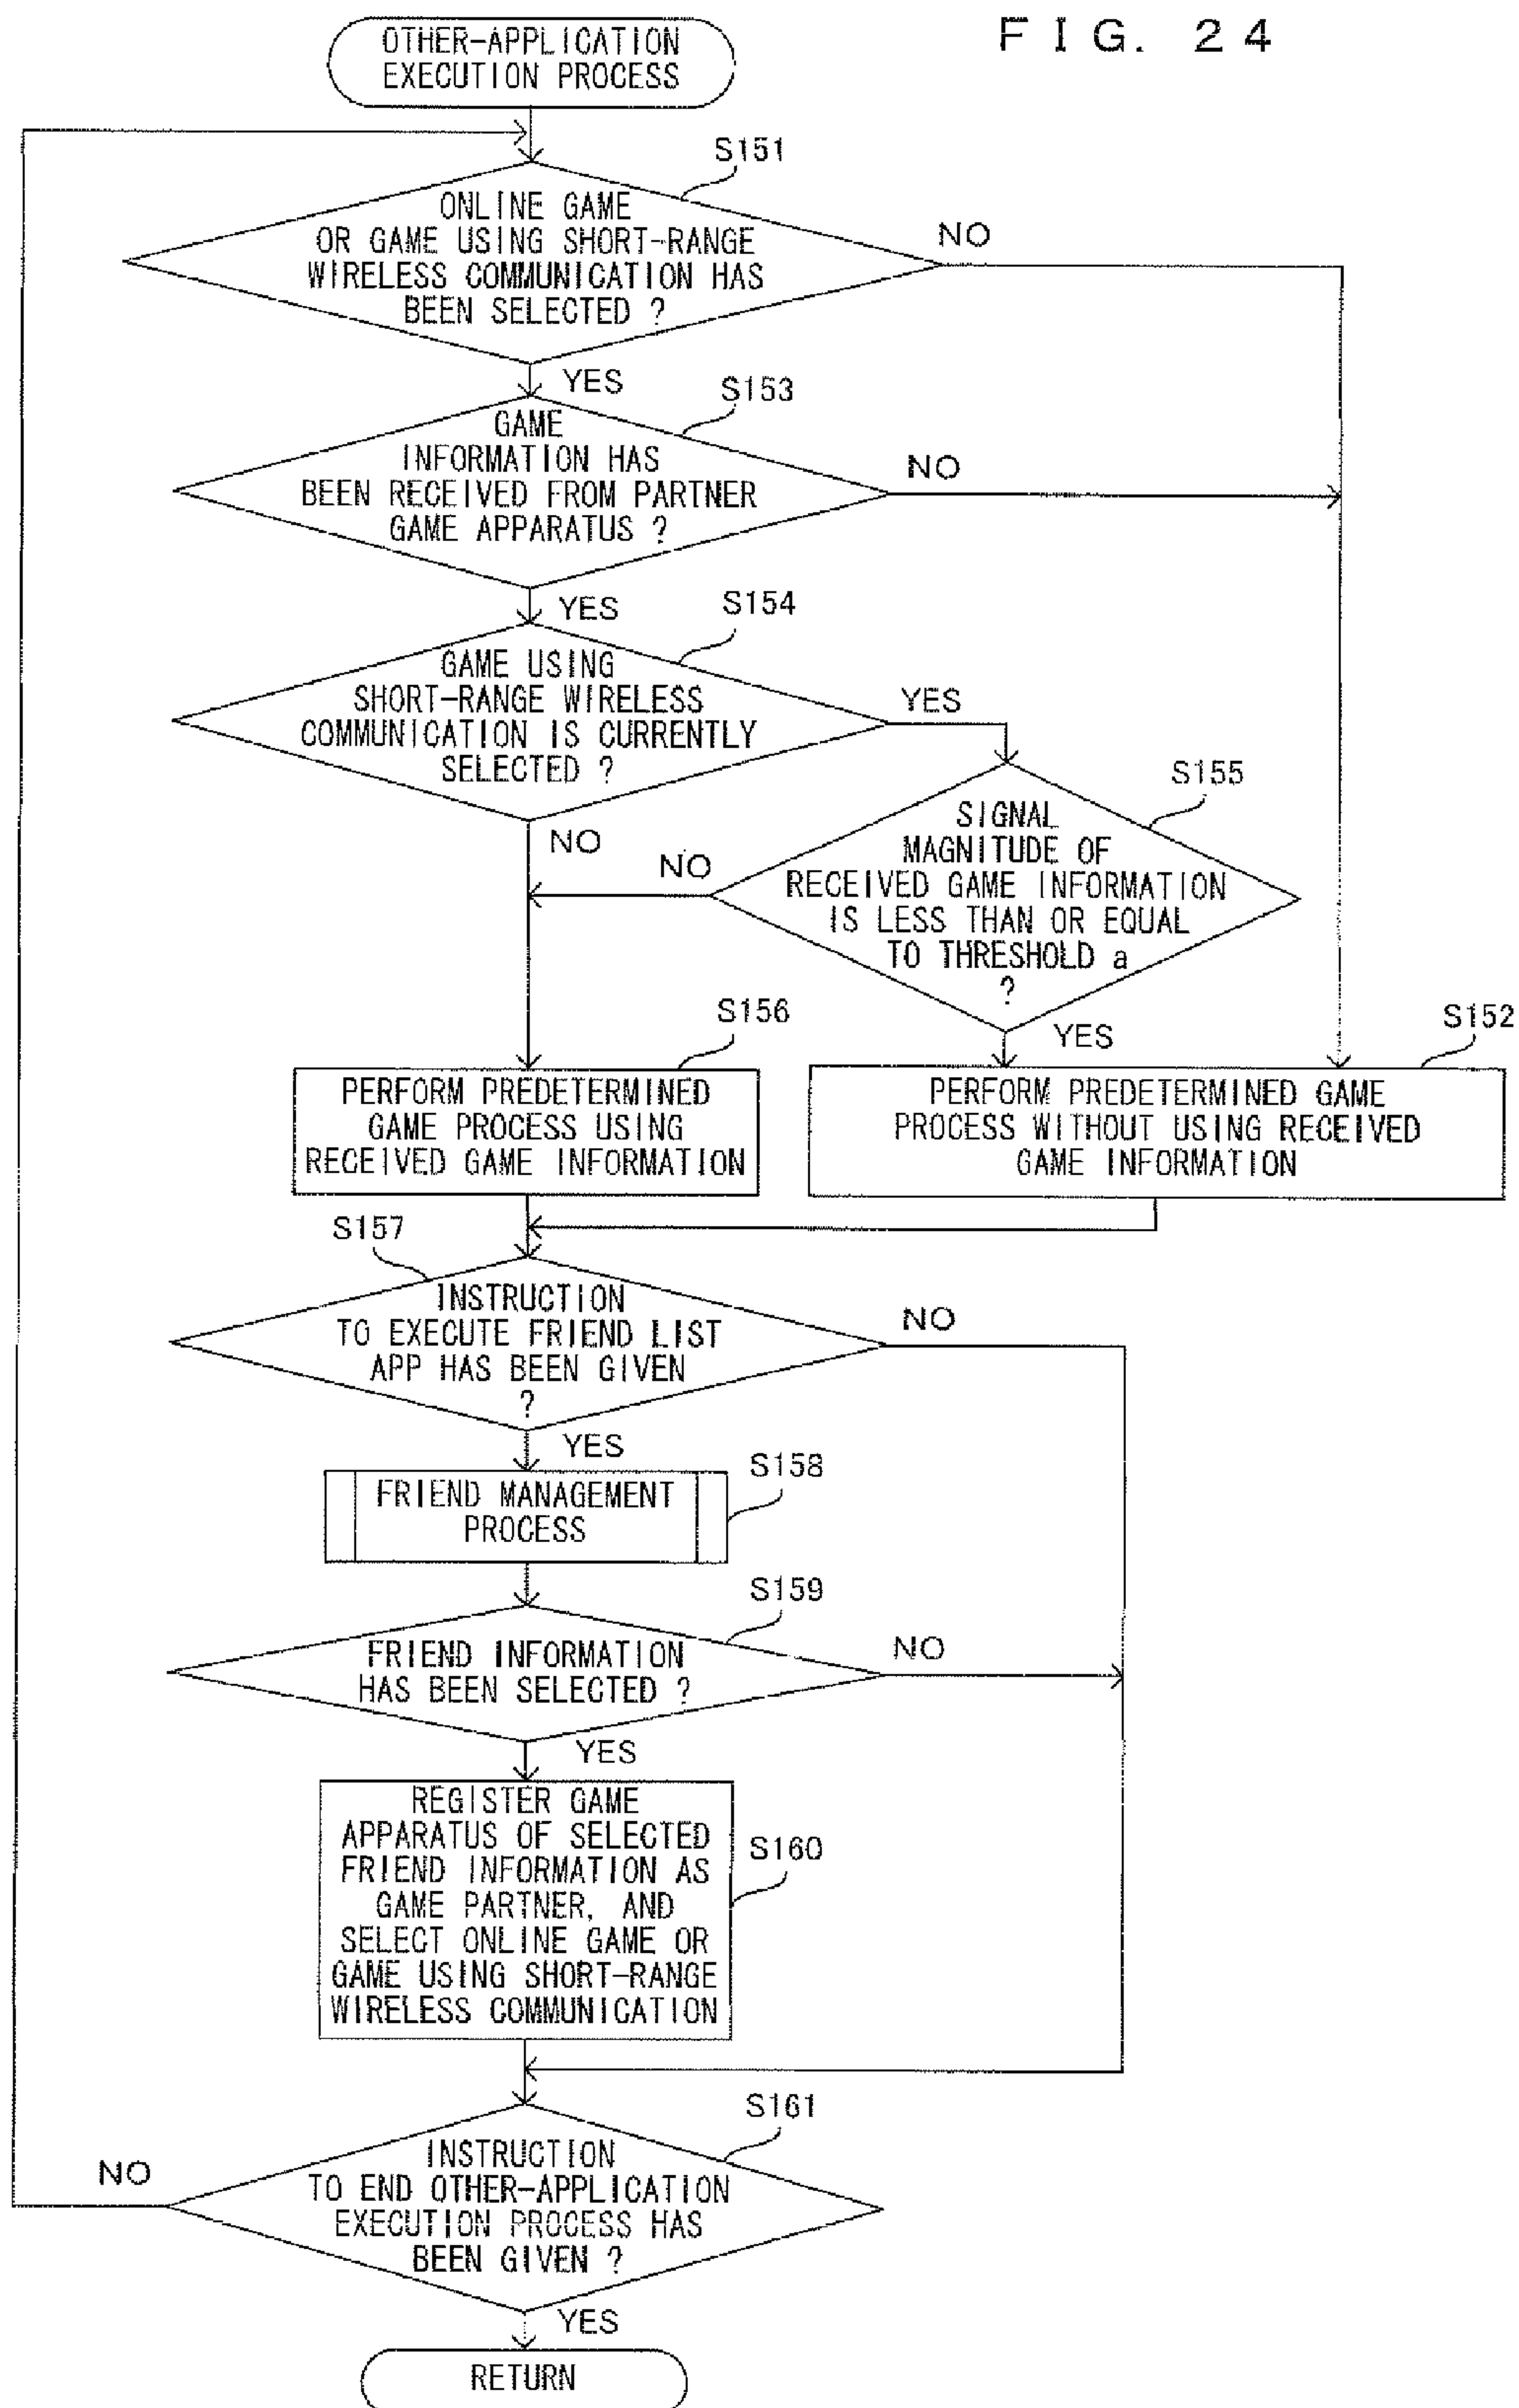 FIG. 24
OTHER-APPLICATION
EXECUTION PROCESS
S151
ONLINE GAME
OR GAME USING SHORT-RANGE
WIRELESS COMMUNICATION HAS
BEEN SELECTED ?
NO
YES
S153
GAME
INFORMATION HAS
BEEN RECEIVED FROM PARTNER
GAME APPARATUS ?
NO
YES
S154
GAME USING
SHORT-RANGE WIRELESS
COMMUNICATION IS CURRENTLY
SELECTED ?
YES
NO
S155
SIGNAL
MAGNITUDE OF
RECEIVED GAME INFORMATION
IS LESS THAN OR EQUAL
TO THRESHOLD a
?
NO
YES
S156
PERFORM PREDETERMINED
GAME PROCESS USING
RECEIVED GAME INFORMATION
S152
PERFORM PREDETERMINED GAME
PROCESS WITHOUT USING RECEIVED
GAME INFORMATION
S157
INSTRUCTION
TO EXECUTE FRIEND LIST
APP HAS BEEN GIVEN
?
NO
YES
S158
FRIEND MANAGEMENT
PROCESS
S159
FRIEND INFORMATION
HAS BEEN SELECTED ?
NO
YES
S160
REGISTER GAME
APPARATUS OF SELECTED
FRIEND INFORMATION AS
GAME PARTNER, AND
SELECT ONLINE GAME OR
GAME USING SHORT-RANGE
WIRELESS COMMUNICATION
S161
INSTRUCTION
TO END OTHER-APPLICATION
EXECUTION PROCESS HAS
BEEN GIVEN ?
NO
YES
RETURN